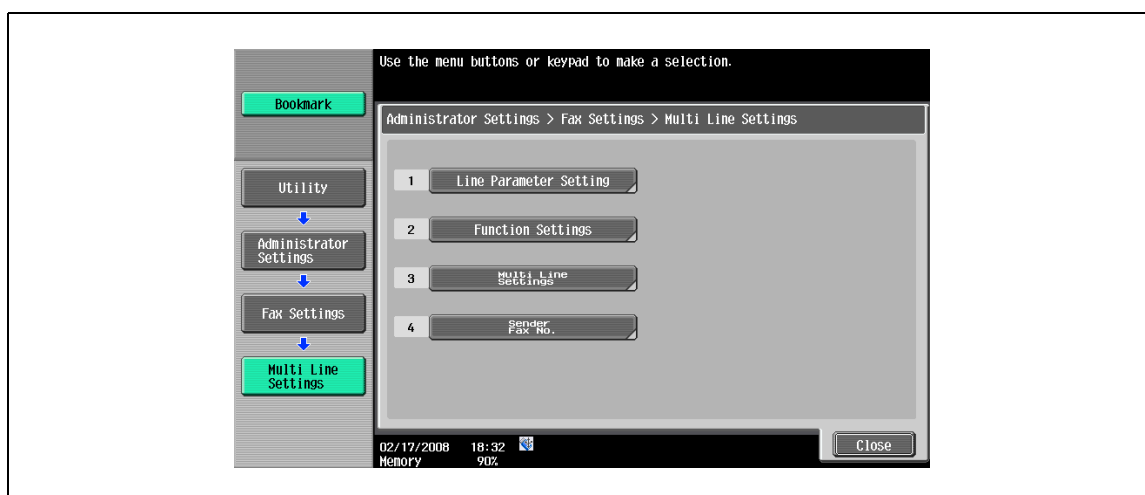 Use the menu buttons or keypad to make a selection.
Bookmark
Administrator Settings > Fax Settings > Multi Line Settings
Utility
Administrator
Settings
Fax Settings
Multi Line
Settings
1 Line Parameter Setting
2 Function Settings
3 Multi Line
Settings
4 Sender
Fax No.
02/17/2008 18:32
Memory 90%
Close